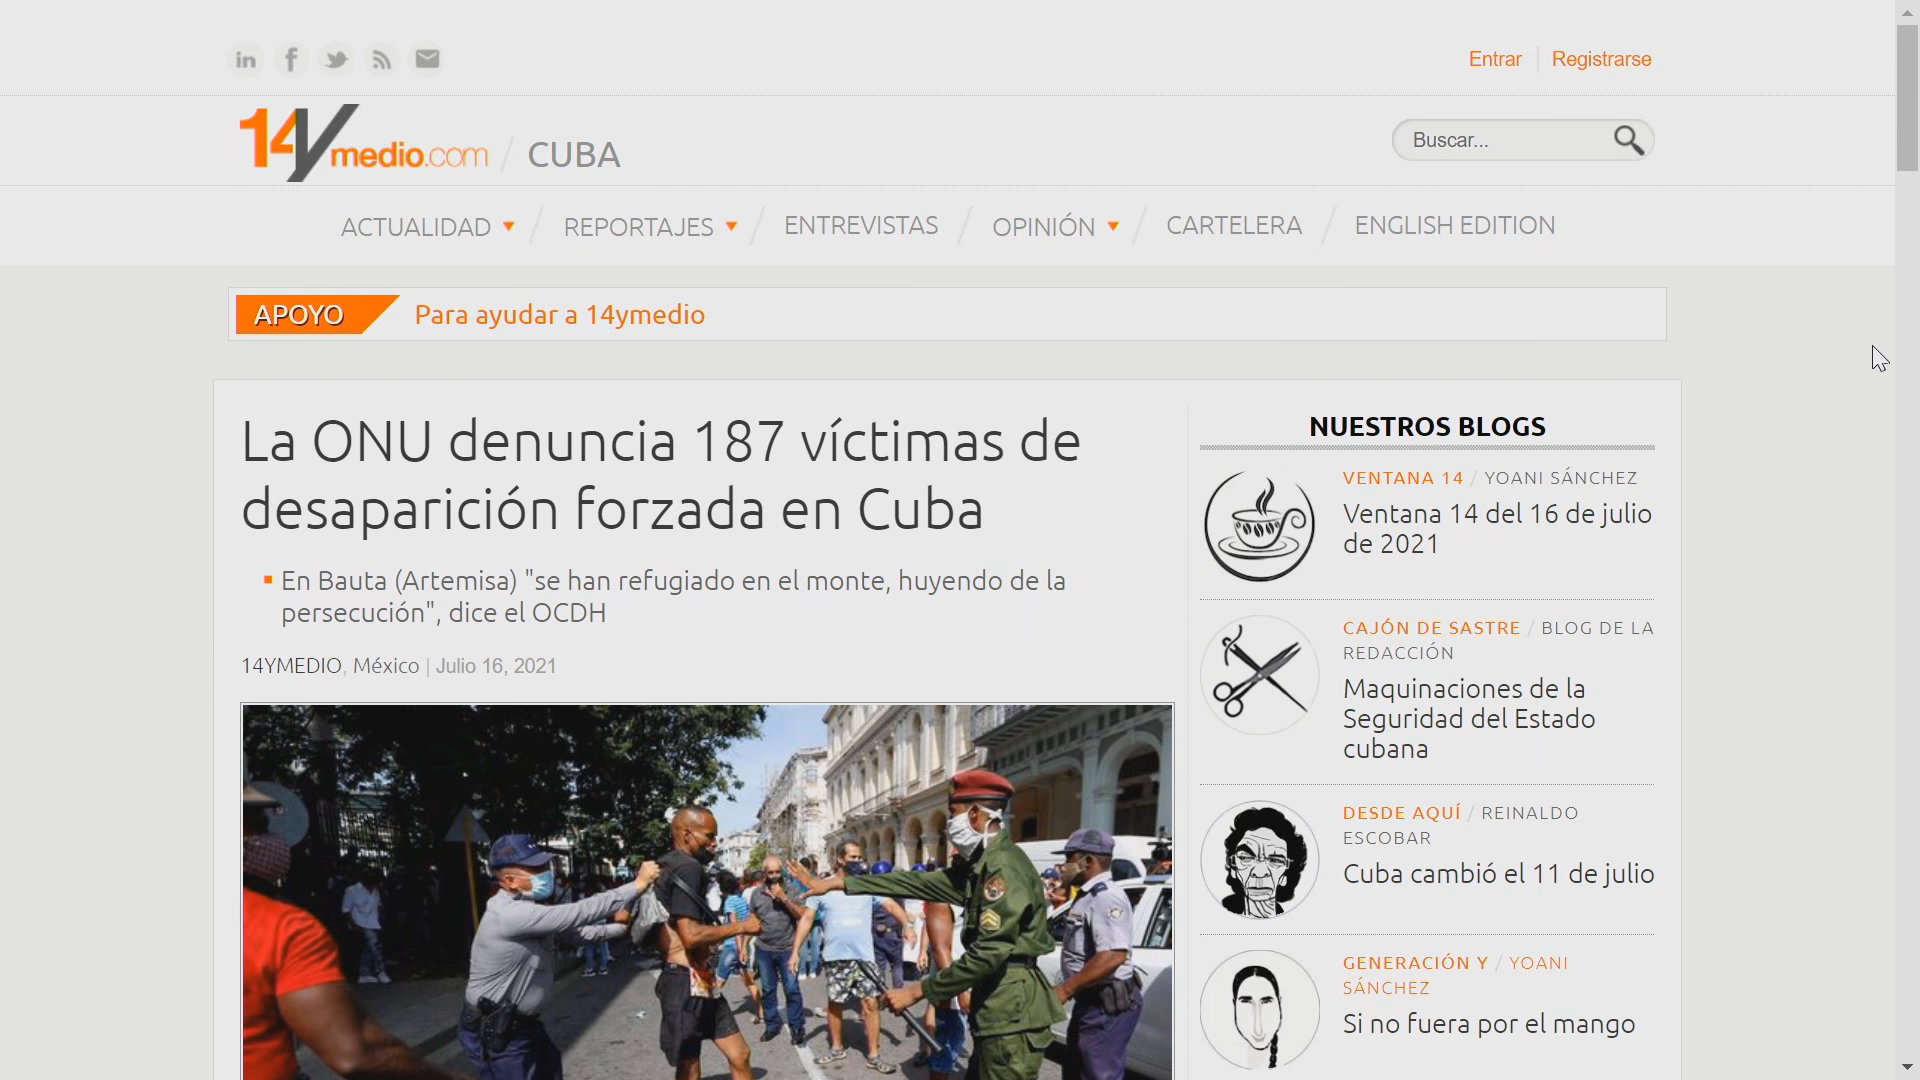 Entrar
Registrarse
14ymedio.com / CUBA
Buscar...
ACTUALIDAD / REPORTAJES / ENTREVISTAS / OPINIÓN / CARTELERA / ENGLISH EDITION
APOYO
Para ayudar a 14ymedio
La ONU denuncia 187 víctimas de
desaparición forzada en Cuba
En Bauta (Artemisa) "se han refugiado en el monte, huyendo de la
persecución", dice el OCDH
14YMEDIO, México | Julio 16, 2021
NUESTROS BLOGS
VENTANA 14 / YOANI SÁNCHEZ
Ventana 14 del 16 de julio
de 2021
CAJÓN DE SASTRE / BLOG DE LA
REDACCIÓN
Maquinaciones de la
Seguridad del Estado
cubana
DESDE AQUÍ / REINALDO
ESCOBAR
Cuba cambió el 11 de julio
GENERACIÓN Y / YOANI
SÁNCHEZ
Si no fuera por el mango